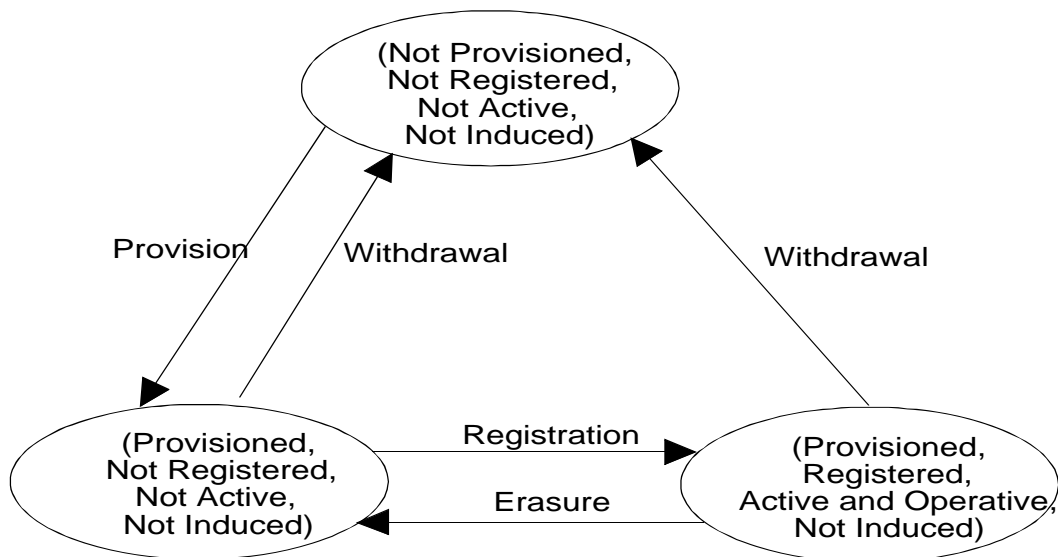 (Not Provisioned,
Not Registered,
Not Active,
Not Induced)
Provision
Withdrawal
Withdrawal
(Provisioned,
Not Registered,
Not Active,
Not Induced)
Registration
Erasure
(Provisioned,
Registered,
Active and Operative,
Not Induced)